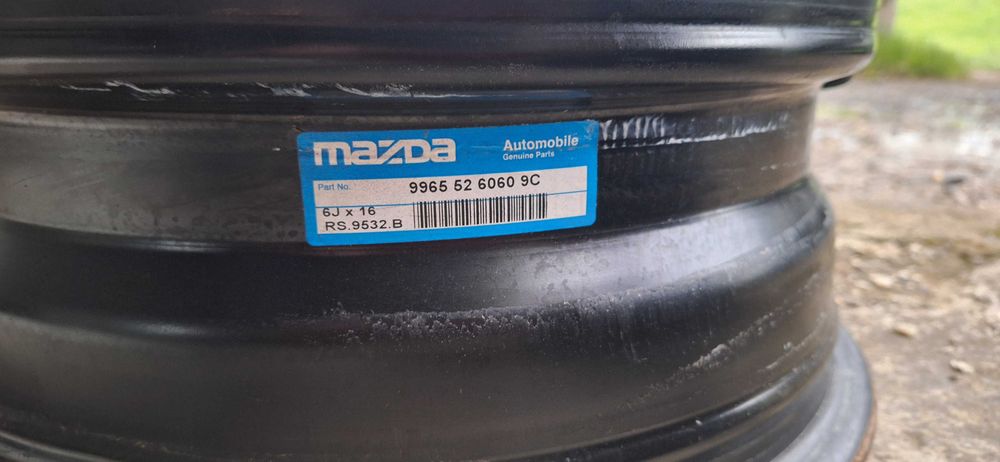 mazDa
Automobile
Genuine Parts
Part No. 9965 52 6060 9C
6J x 16
RS.9532.B